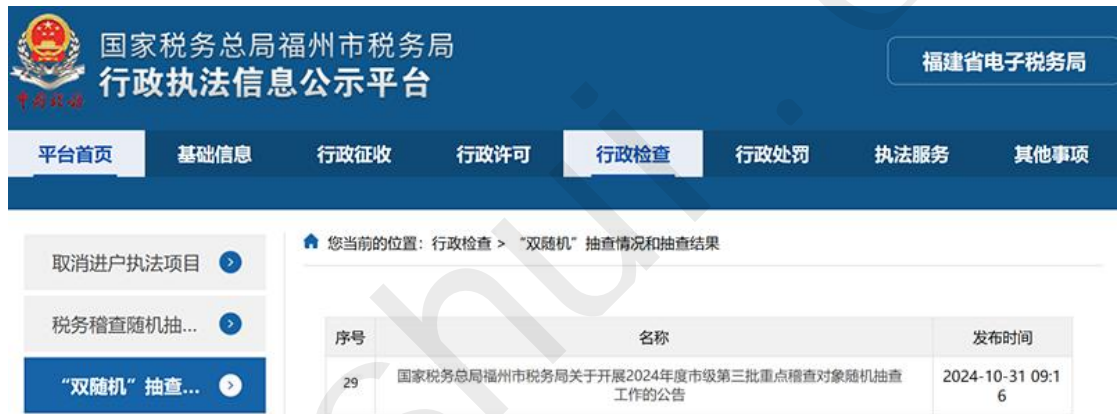 国家税务总局福州市税务局
行政执法信息公示平台
福建省电子税务局
平台首页 基础信息 行政征收 行政许可 行政检查 行政处罚 执法服务 其他事项
您当前的位置：行政检查 > “双随机”抽查情况和抽查结果
取消进户执法项目
税务稽查随机抽...
“双随机”抽查...
序号 名称 发布时间
29 国家税务总局福州市税务局关于开展2024年度市级第三批重点稽查对象随机抽查 2024-10-31 09:1
工作的公告 6